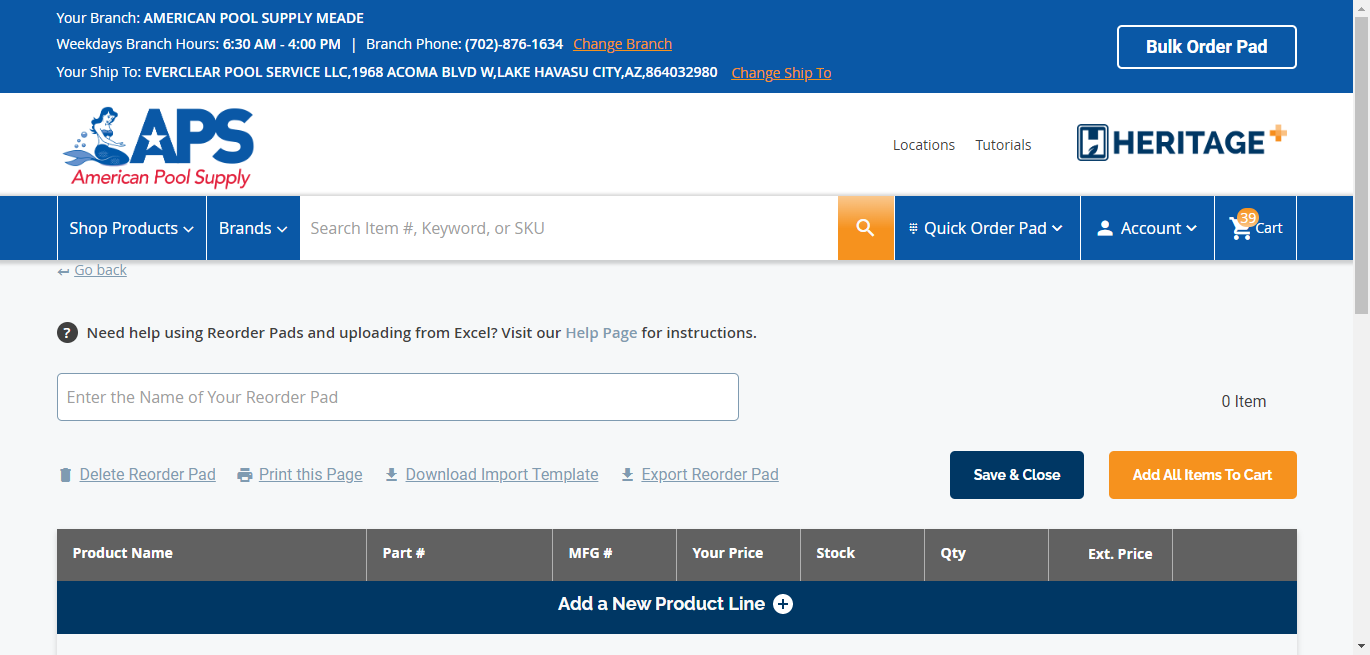 Your Branch: AMERICAN POOL SUPPLY MEADE
Weekdays Branch Hours: 6:30 AM - 4:00 PM | Branch Phone: (702)-876-1634 Change Branch
Your Ship To: EVERCLEAR POOL SERVICE LLC,1968 ACOMA BLVD W,LAKE HAVASU CITY,AZ,864032980 Change Ship To
Bulk Order Pad
APS
American Pool Supply
Locations Tutorials
HERITAGE+
Shop Products Brands Search Item #, Keyword, or SKU Quick Order Pad Account 39 Cart
Go back
? Need help using Reorder Pads and uploading from Excel? Visit our Help Page for instructions.
Enter the Name of Your Reorder Pad
0 Item
Delete Reorder Pad Print this Page Download Import Template Export Reorder Pad Save & Close Add All Items To Cart
Product Name Part # MFG # Your Price Stock Qty Ext. Price
Add a New Product Line